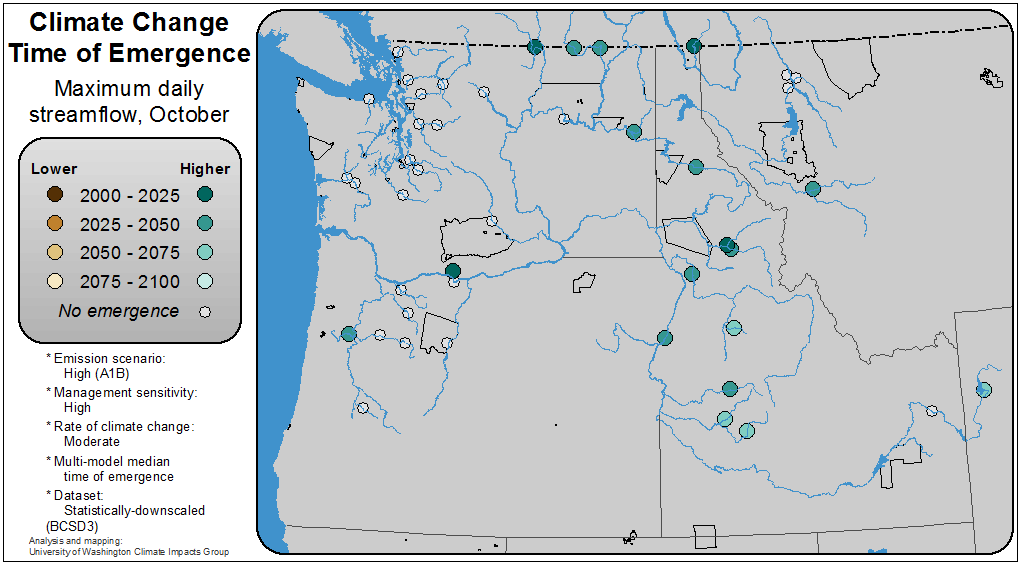 Climate Change
Time of Emergence
Maximum daily
streamflow, October
Lower Higher
2000 - 2025
2025 - 2050
2050 - 2075
2075 - 2100
No emergence
* Emission scenario:
High (A1B)
* Management sensitivity:
High
* Rate of climate change:
Moderate
* Multi-model median
time of emergence
* Dataset:
Statistically-downscaled
(BCSD3)
Analysis and mapping:
University of Washington Climate Impacts Group